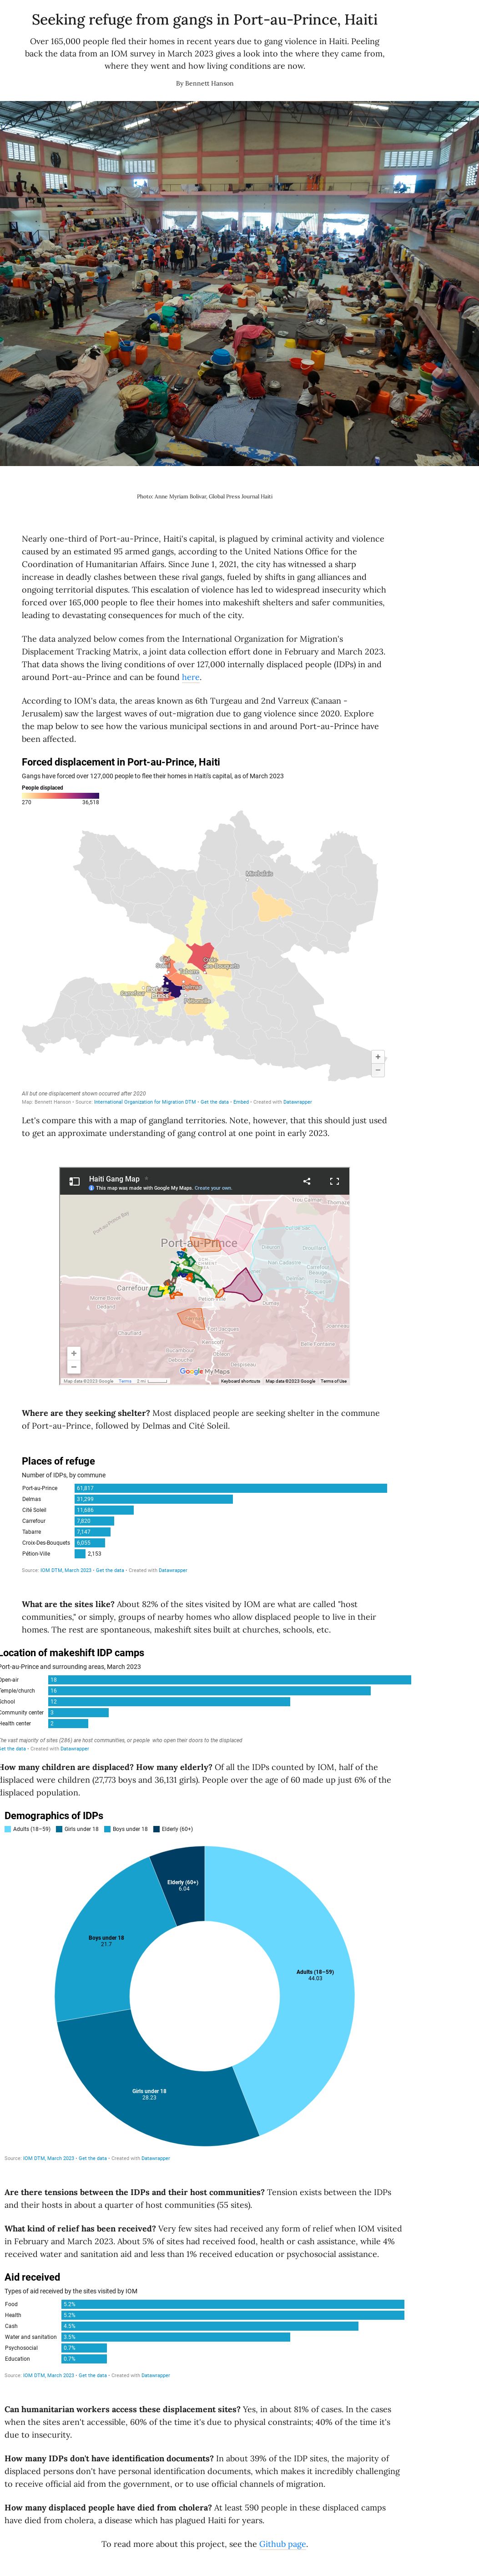 Seeking refuge from gangs in Port-au-Prince, Haiti
Over 165,000 people fled their homes in recent years due to gang violence in Haiti. Peeling
back the data from an IOM survey in March 2023 gives a look into the where they came from,
where they went and how living conditions are now.
By Bennett Hanson
Photo: Anne Myriam Bolivar, Global Press Journal Haiti
Nearly one-third of Port-au-Prince, Haiti's capital, is plagued by criminal activity and violence
caused by an estimated 95 armed gangs, according to the United Nations Office for the
Coordination of Humanitarian Affairs. Since June 1, 2021, the city has witnessed a sharp
increase in deadly clashes between these rival gangs, fueled by shifts in gang alliances and
ongoing territorial disputes. This escalation of violence has led to widespread insecurity which
forced over 165,000 people to flee their homes into makeshift shelters and safer communities,
leading to devastating consequences for much of the city.
The data analyzed below comes from the International Organization for Migration's
Displacement Tracking Matrix, a joint data collection effort done in February and March 2023.
That data shows the living conditions of over 127,000 internally displaced people (IDPs) in and
around Port-au-Prince and can be found here.
According to IOM's data, the areas known as 6th Turgeau and 2nd Varreux (Canaan -
Jerusalem) saw the largest waves of out-migration due to gang violence since 2020. Explore
the map below to see how the various municipal sections in and around Port-au-Prince have
been affected.
Forced displacement in Port-au-Prince, Haiti
Gangs have forced over 127,000 people to flee their homes in Haiti's capital, as of March 2023
People displaced
270 36,518
Mirebalais
Tabarre
Carrefour
Pétionville
+
−
All but one displacement shown occurred after 2020
Map: Bennett Hanson • Source: International Organization for Migration DTM • Get the data • Embed • Created with Datawrapper
Let's compare this with a map of gangland territories. Note, however, that this should just used
to get an approximate understanding of gang control at one point in early 2023.
Haiti Gang Map
This map was made with Google My Maps. Create your own.
Port-au-Prince Bay
Port-au-Prince
Carrefour
+
−
Google My Maps
Map data ©2023 Google Terms 2 mi Keyboard shortcuts Map data ©2023 Google Terms of Use
Where are they seeking shelter? Most displaced people are seeking shelter in the commune
of Port-au-Prince, followed by Delmas and Cité Soleil.
Places of refuge
Number of IDPs, by commune
Port-au-Prince 61,817
Delmas 31,299
Cité Soleil 11,686
Carrefour 7,820
Tabarre 7,147
Croix-Des-Bouquets 6,055
Pétion-Ville 2,153
Source: IOM DTM, March 2023 • Get the data • Created with Datawrapper
What are the sites like? About 82% of the sites visited by IOM are what are called "host
communities," or simply, groups of nearby homes who allow displaced people to live in their
homes. The rest are spontaneous, makeshift sites built at churches, schools, etc.
Location of makeshift IDP camps
Port-au-Prince and surrounding areas, March 2023
Open air 18
Temple/church 16
School 12
Community center 3
Health center 2
The vast majority of sites (286) are host communities, or people who open their doors to the displaced
Get the data • Created with Datawrapper
How many children are displaced? How many elderly? Of all the IDPs counted by IOM, half of the
displaced were children (27,773 boys and 36,131 girls). People over the age of 60 made up just 6% of the
displaced population.
Demographics of IDPs
Adults (18–59) Girls under 18 Boys under 18 Elderly (60+)
Elderly (60+)
6.04
Boys under 18
21.7
Adults (18–59)
44.03
Girls under 18
28.23
Source: IOM DTM, March 2023 • Get the data • Created with Datawrapper
Are there tensions between the IDPs and their host communities? Tension exists between the IDPs
and their hosts in about a quarter of host communities (55 sites).
What kind of relief has been received? Very few sites had received any form of relief when IOM visited
in February and March 2023. About 5% of sites had received food, health or cash assistance, while 4%
received water and sanitation aid and less than 1% received education or psychosocial assistance.
Aid received
Types of aid received by the sites visited by IOM
Food 5.2%
Health 5.2%
Cash 4.5%
Water and sanitation 3.5%
Psychosocial 0.7%
Education 0.7%
Source: IOM DTM, March 2023 • Get the data • Created with Datawrapper
Can humanitarian workers access these displacement sites? Yes, in about 81% of cases. In the cases
when the sites aren't accessible, 60% of the time it's due to physical constraints; 40% of the time it's
due to insecurity.
How many IDPs don't have identification documents? In about 39% of the IDP sites, the majority of
displaced persons don't have personal identification documents, which makes it incredibly challenging
to receive official aid from the government, or to use official channels of migration.
How many displaced people have died from cholera? At least 590 people in these displaced camps
have died from cholera, a disease which has plagued Haiti for years.
To read more about this project, see the Github page.